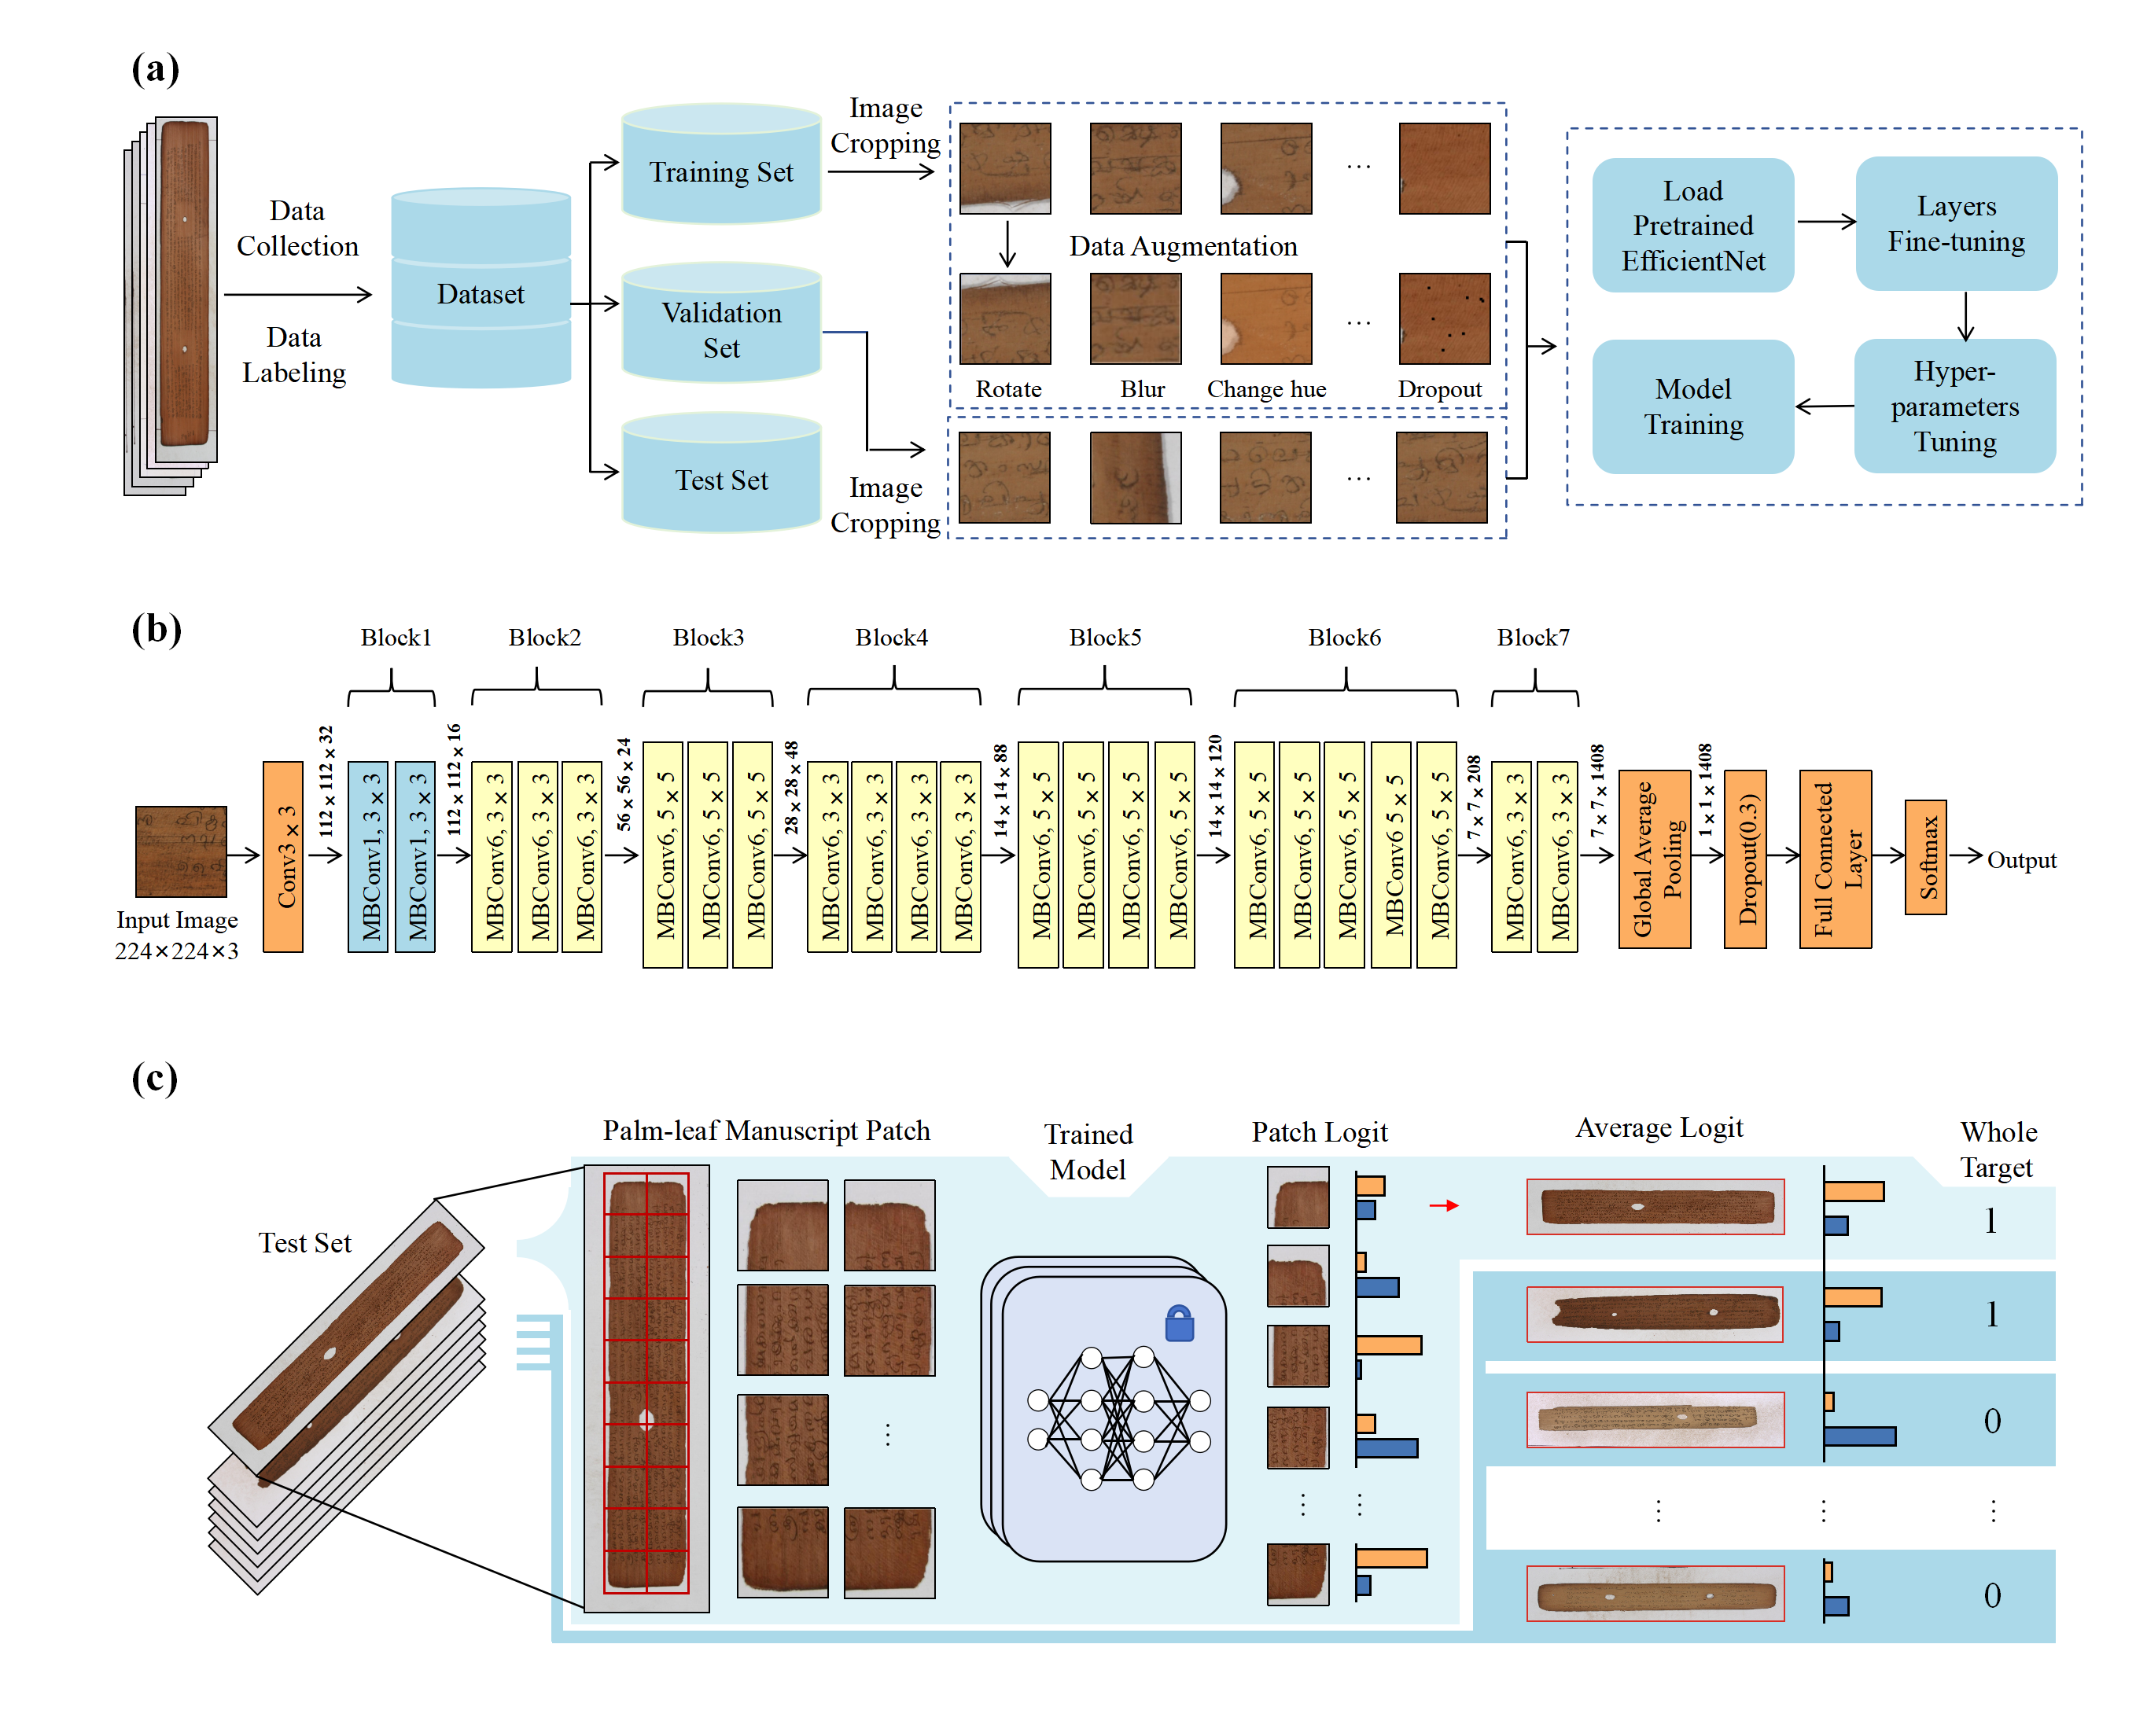 (a)
Data
Collection
Data
Labeling
Dataset
Training Set
Validation
Set
Test Set
Image
Cropping
Image
Cropping
...
Data Augmentation
...
Rotate
Blur
Change hue
Dropout
...
Load
Pretrained
EfficientNet
Layers
Fine-tuning
Hyper-
parameters
Tuning
Model
Training
(b)
Block1
Block2
Block3
Block4
Block5
Block6
Block7
Input Image
224×224×3
Conv3×3
112×112×32
MBConv1, 3×3
MBConv1, 3×3
112×112×16
MBConv6, 3×3
MBConv6, 3×3
MBConv6, 3×3
56×56×24
MBConv6, 5×5
MBConv6, 5×5
MBConv6, 5×5
28×28×48
MBConv6, 3×3
MBConv6, 3×3
MBConv6, 3×3
MBConv6, 3×3
14×14×88
MBConv6, 5×5
MBConv6, 5×5
MBConv6, 5×5
MBConv6, 5×5
14×14×120
MBConv6, 5×5
MBConv6, 5×5
MBConv6, 5×5
MBConv6 5×5
MBConv6, 5×5
7×7×208
MBConv6, 3×3
MBConv6, 3×3
7×7×1408
Global Average
Pooling
1×1×1408
Dropout(0.3)
Full Connected
Layer
Softmax
Output
(c)
Test Set
Palm-leaf Manuscript Patch
Trained
Model
Patch Logit
Average Logit
Whole
Target
1
1
0
0